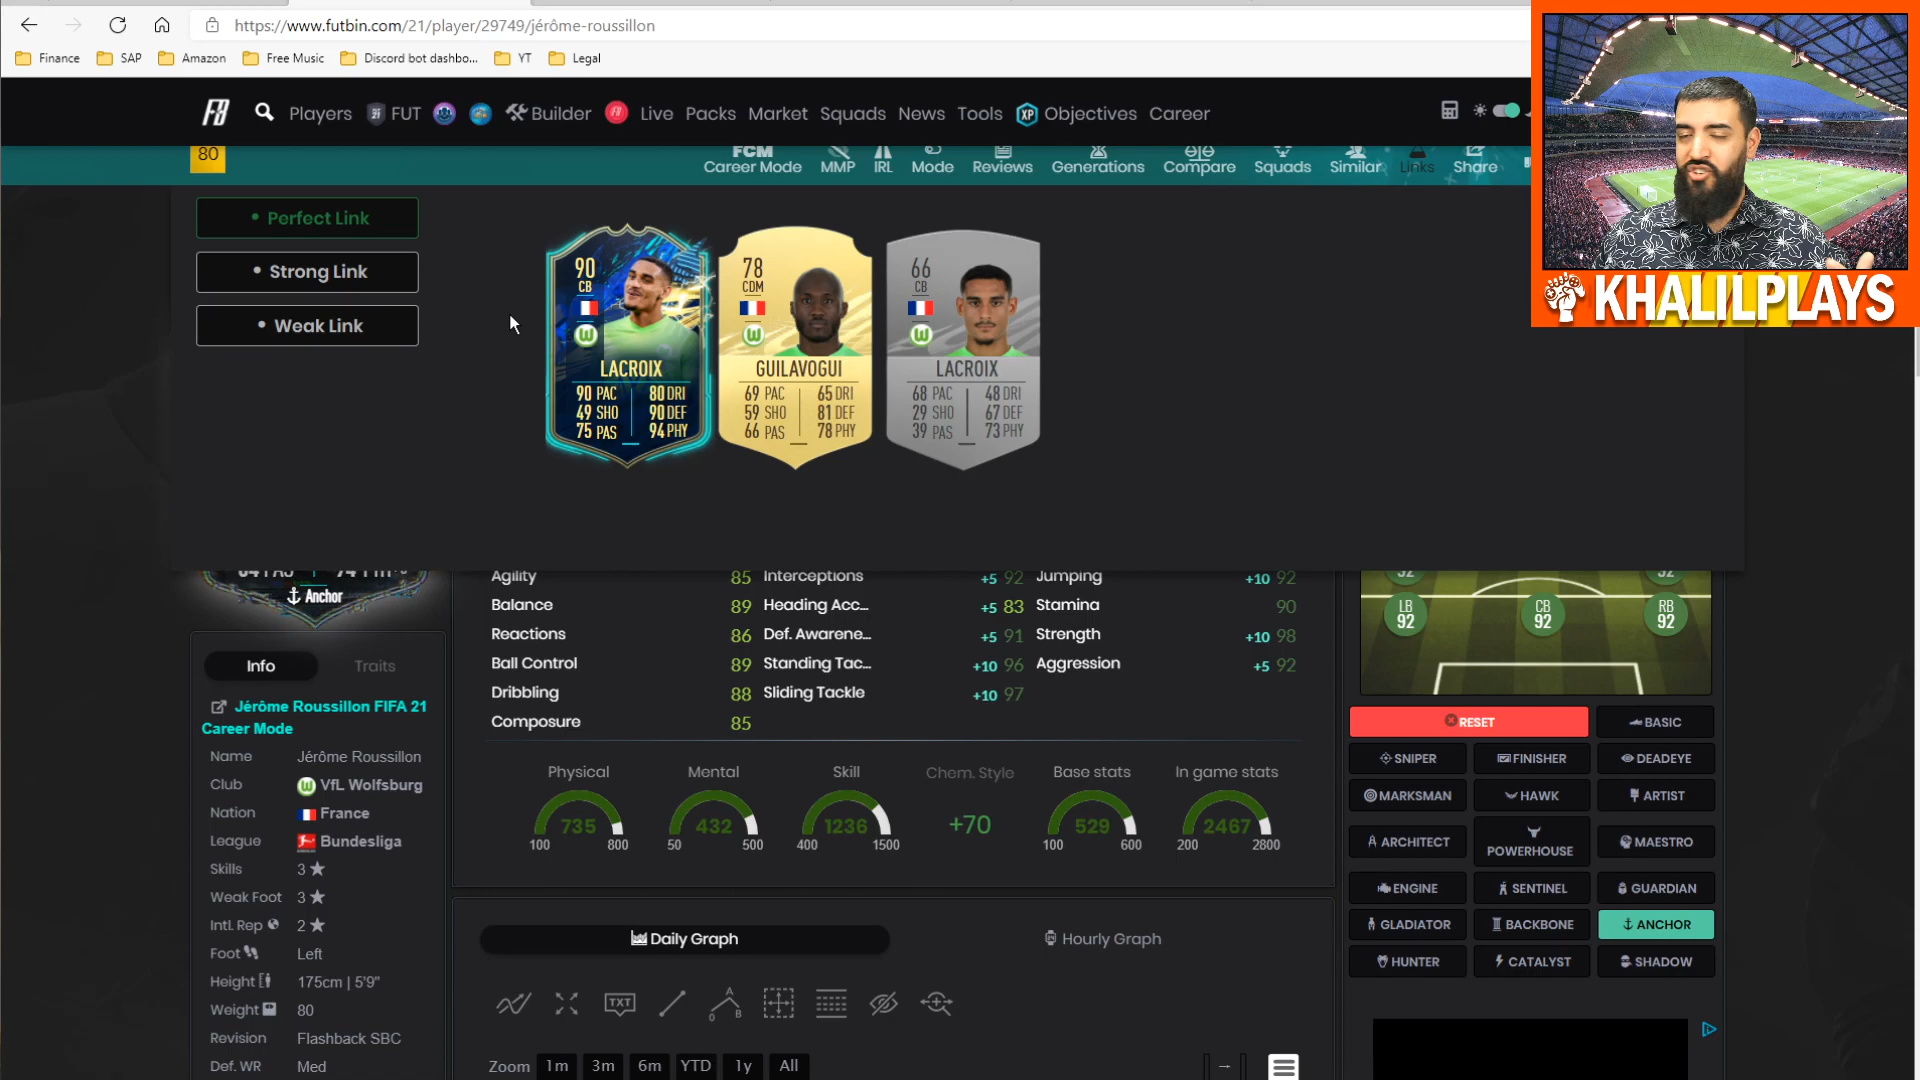 https://www.futbin.com/21/player/29749/jérôme-roussillon
Finance SAP Amazon Free Music Discord bot dashbo... YT Legal
Players FUT Builder Live Packs Market Squads News Tools XP Objectives Career
80
FCM
Career Mode MMP IRL Mode Reviews Generations Compare Squads Similar Links Share
• Perfect Link
• Strong Link
• Weak Link
90
CB
LACROIX
90 PAC 80 DRI
49 SHO 90 DEF
75 PAS 94 PHY
78
CDM
GUILAVOGUI
69 PAC 65 DRI
59 SHO 81 DEF
66 PAS 78 PHY
66
CB
LACROIX
68 PAC 48 DRI
29 SHO 67 DEF
39 PAS 73 PHY
KHALILPLAYS
Anchor
Agility 85 Interceptions +5 92 Jumping +10 92
Balance 89 Heading Acc... +5 83 Stamina 90
Reactions 86 Def. Awarene... +5 91 Strength +10 98
Ball Control 89 Standing Tac... +10 96 Aggression +5 92
Dribbling 88 Sliding Tackle +10 97
Composure 85
Physical Mental Skill Chem. Style Base stats In game stats
735 432 1236 +70 529 2467
100 800 50 500 400 1500 100 600 200 2800
Info Traits
Jérôme Roussillon FIFA 21
Career Mode
Name Jérôme Roussillon
Club VfL Wolfsburg
Nation France
League Bundesliga
Skills 3
Weak Foot 3
Intl. Rep 2
Foot Left
Height 175cm | 5'9"
Weight 80
Revision Flashback SBC
Def. WR Med
LB
92
CB
92
RB
92
RESET BASIC
SNIPER FINISHER DEADEYE
MARKSMAN HAWK ARTIST
ARCHITECT POWERHOUSE MAESTRO
ENGINE SENTINEL GUARDIAN
GLADIATOR BACKBONE ANCHOR
HUNTER CATALYST SHADOW
Daily Graph Hourly Graph
TXT
A
0 B
Zoom 1m 3m 6m YTD 1y All